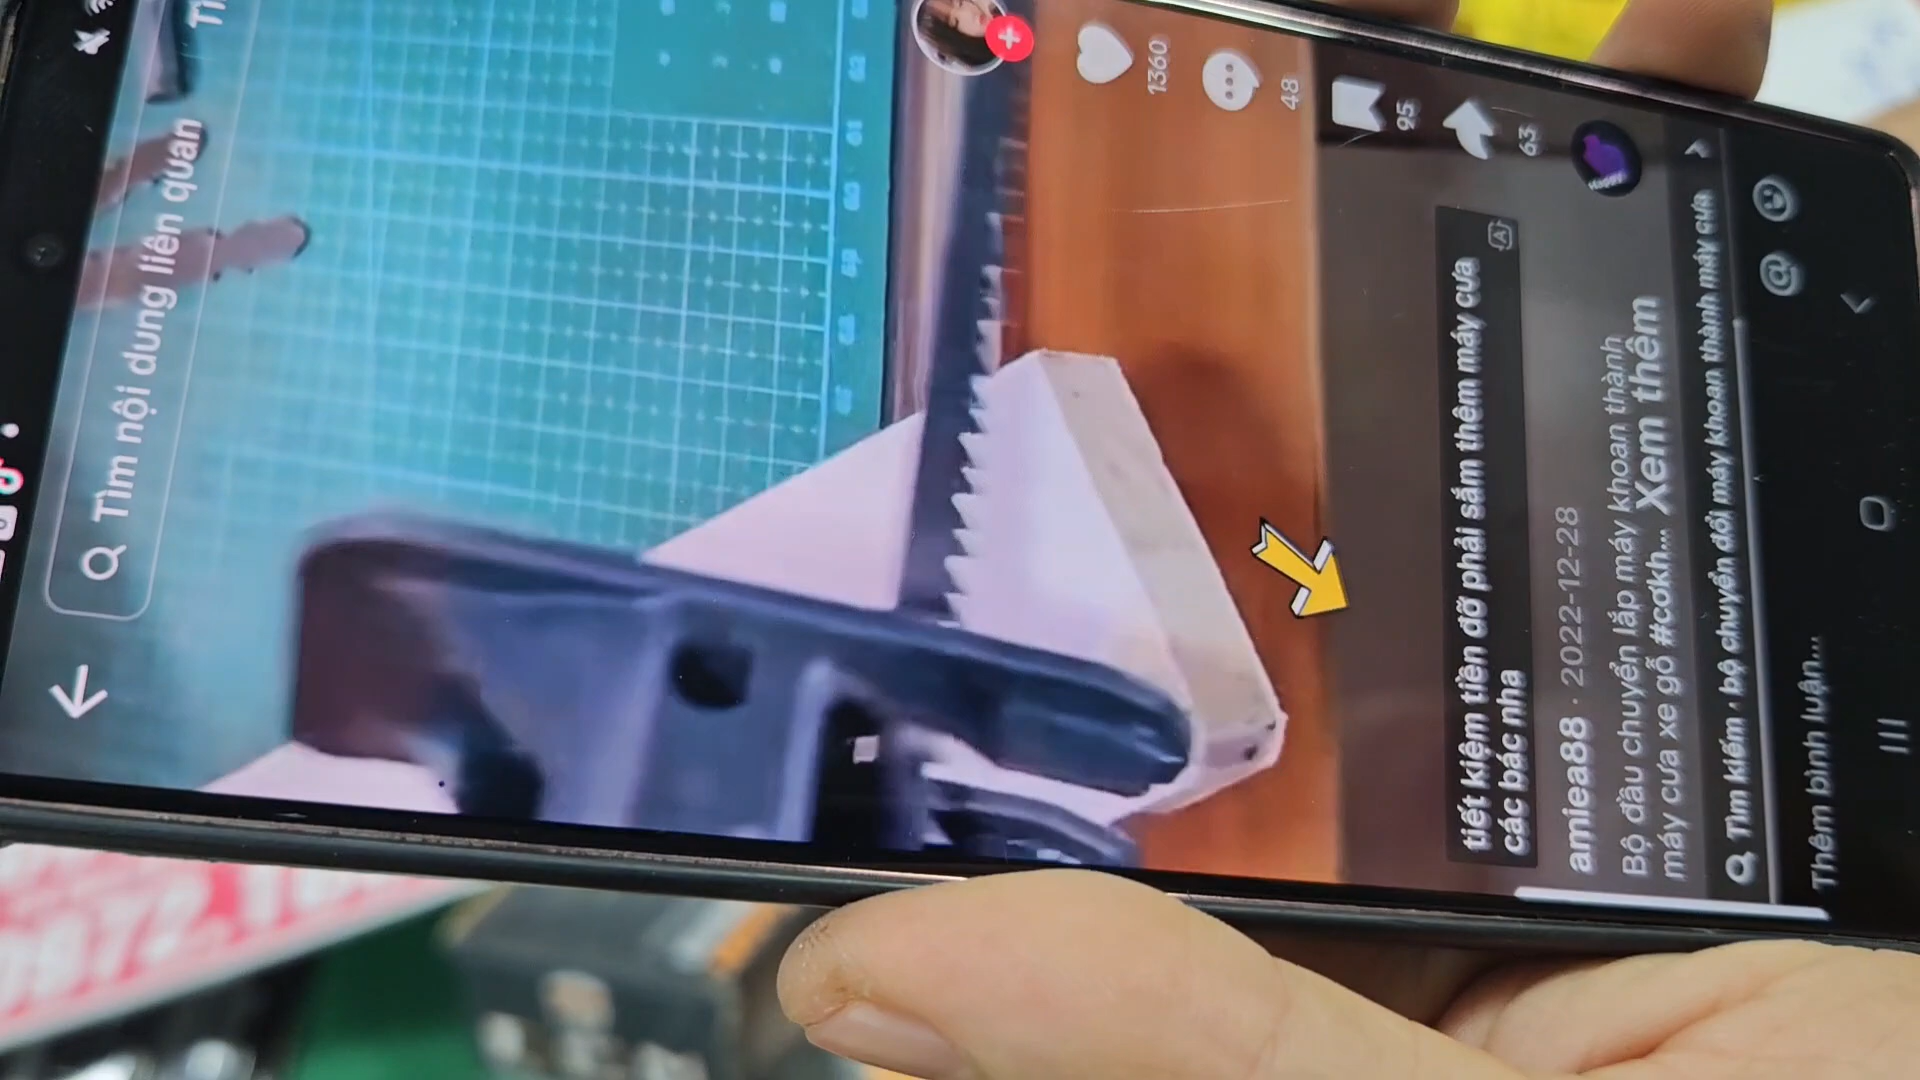 Tìm nội dung liên quan
Tì
1360
48
95
63
tiết kiệm tiền đỡ phải sắm thêm máy cưa
các bác nha
amiea88 · 2022-12-28
Bộ đầu chuyển lắp máy khoan thành
máy cưa xe gỗ #cdkh... Xem thêm
Tìm kiếm · bộ chuyển đổi máy khoan thành máy cưa
Thêm bình luận...